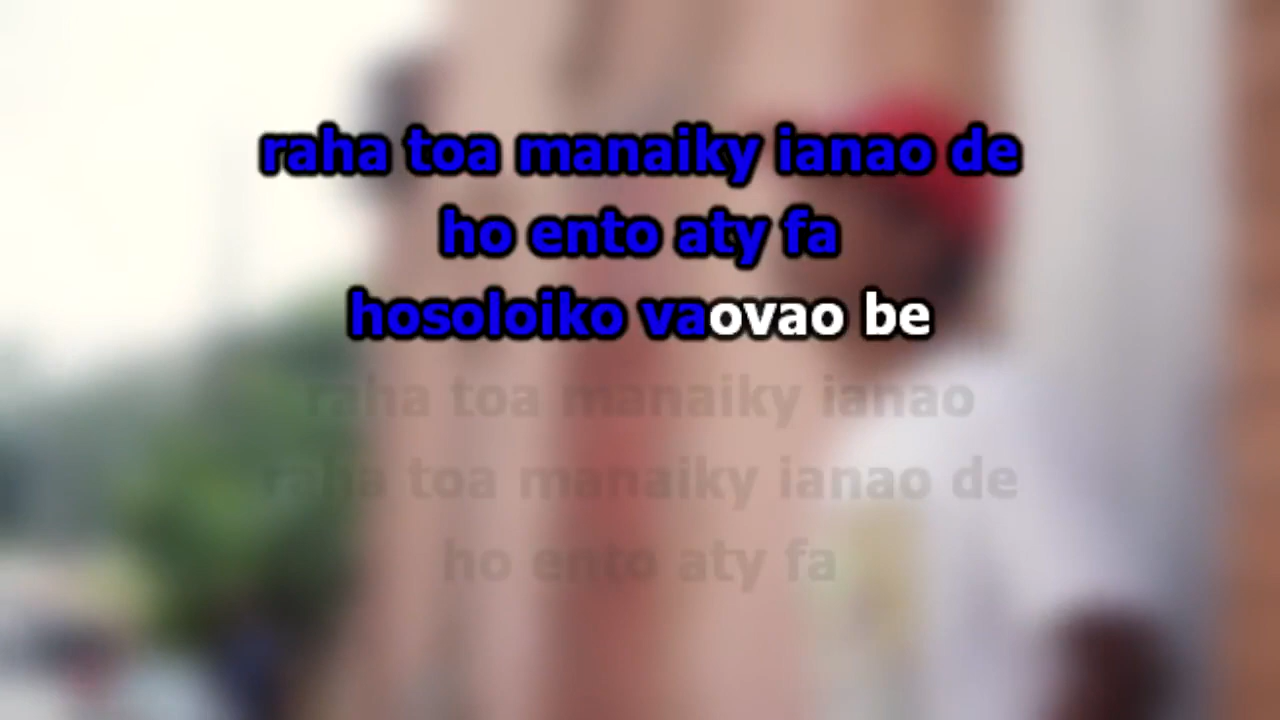 raha toa manaiky ianao de
ho ento aty fa
hosoloiko vaovao be
raha toa manaiky ianao
raha toa manaiky ianao de
ho ento aty fa